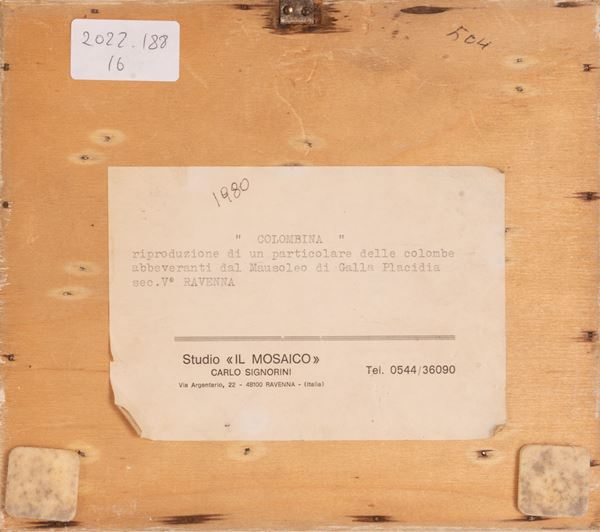 2022.188
16
504
1980
" COLOMBINA "
riproduzione di un particolare delle colombe
abbeveranti dal Mausoleo di Galla Placidia
sec.V° RAVENNA
Studio «IL MOSAICO»
CARLO SIGNORINI
Tel. 0544/36090
Via Argentario, 22 - 48100 RAVENNA - (Italia)